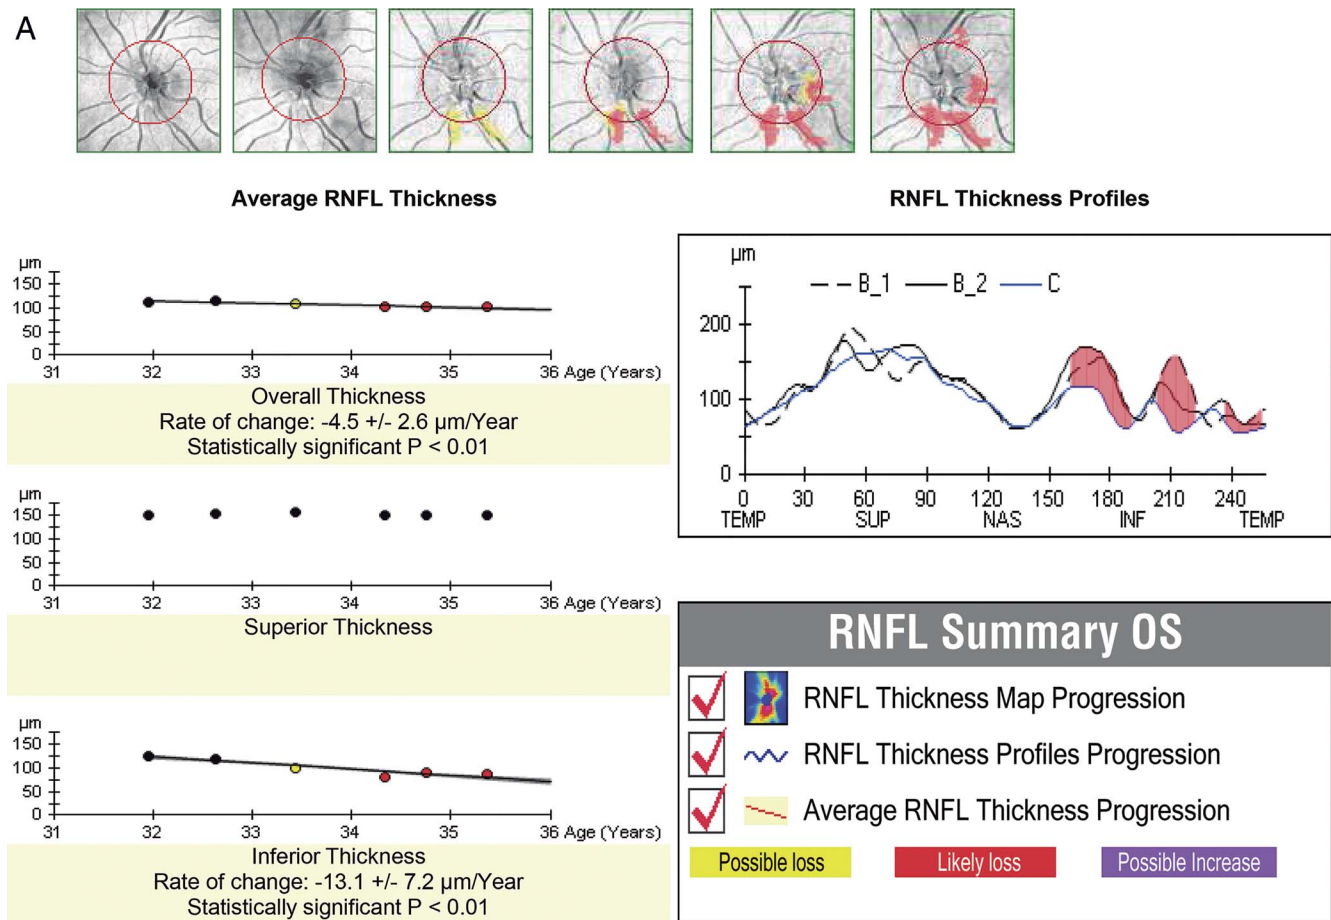 A
Average RNFL Thickness
µm
150
100
50
0
31 32 33 34 35 36 Age (Years)
Overall Thickness
Rate of change: -4.5 +/- 2.6 µm/Year
Statistically significant P < 0.01
µm
150
100
50
0
31 32 33 34 35 36 Age (Years)
Superior Thickness
µm
150
100
50
0
31 32 33 34 35 36 Age (Years)
Inferior Thickness
Rate of change: -13.1 +/- 7.2 µm/Year
Statistically significant P < 0.01
RNFL Thickness Profiles
µm
B_1 B_2 C
200
100
0
0 30 60 90 120 150 180 210 240
TEMP SUP NAS INF TEMP
RNFL Summary OS
RNFL Thickness Map Progression
RNFL Thickness Profiles Progression
Average RNFL Thickness Progression
Possible loss Likely loss Possible Increase